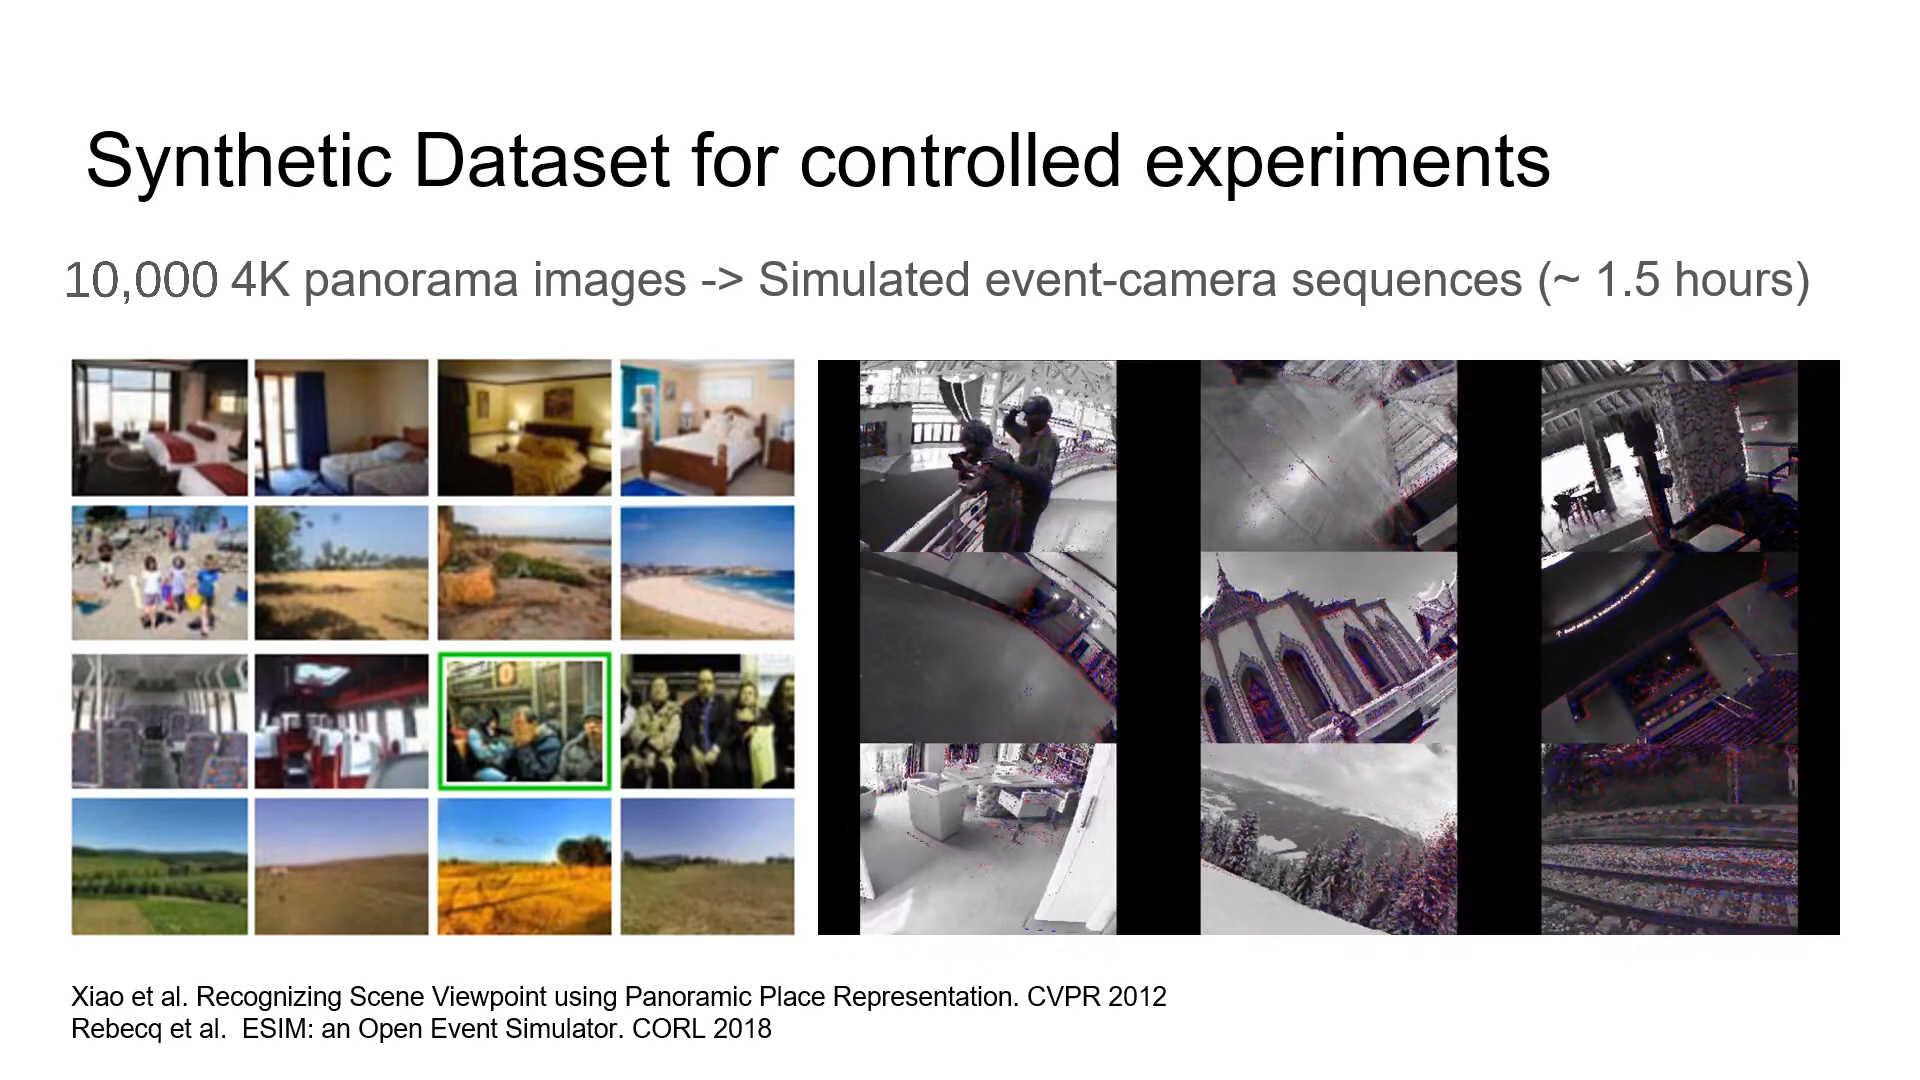 Synthetic Dataset for controlled experiments
10,000 4K panorama images -> Simulated event-camera sequences (~ 1.5 hours)
Xiao et al. Recognizing Scene Viewpoint using Panoramic Place Representation. CVPR 2012
Rebecq et al.  ESIM: an Open Event Simulator. CORL 2018